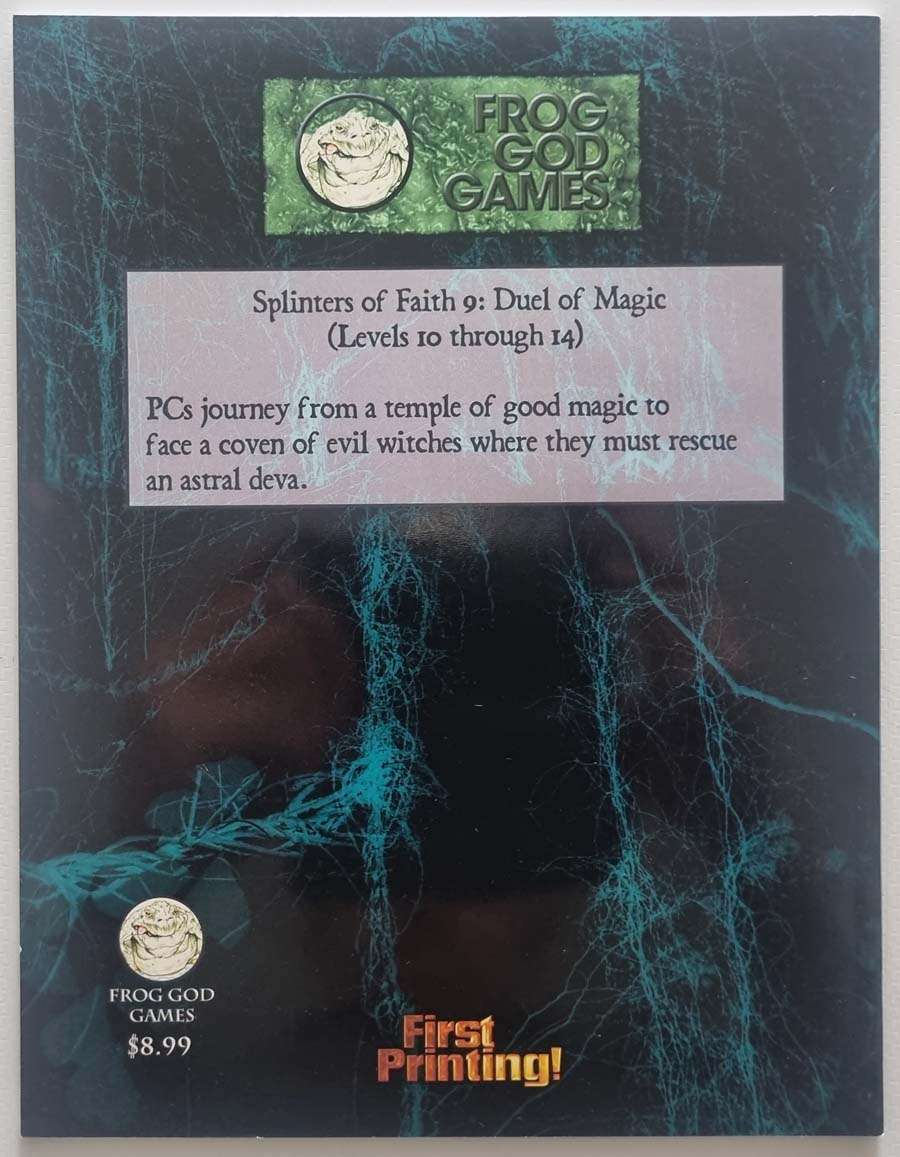 FROG
GOD
GAMES
Splinters of Faith 9: Duel of Magic
(Levels 10 through 14)
PCs journey from a temple of good magic to
face a coven of evil witches where they must rescue
an astral deva.
FROG GOD
GAMES
$8.99
First
Printing!